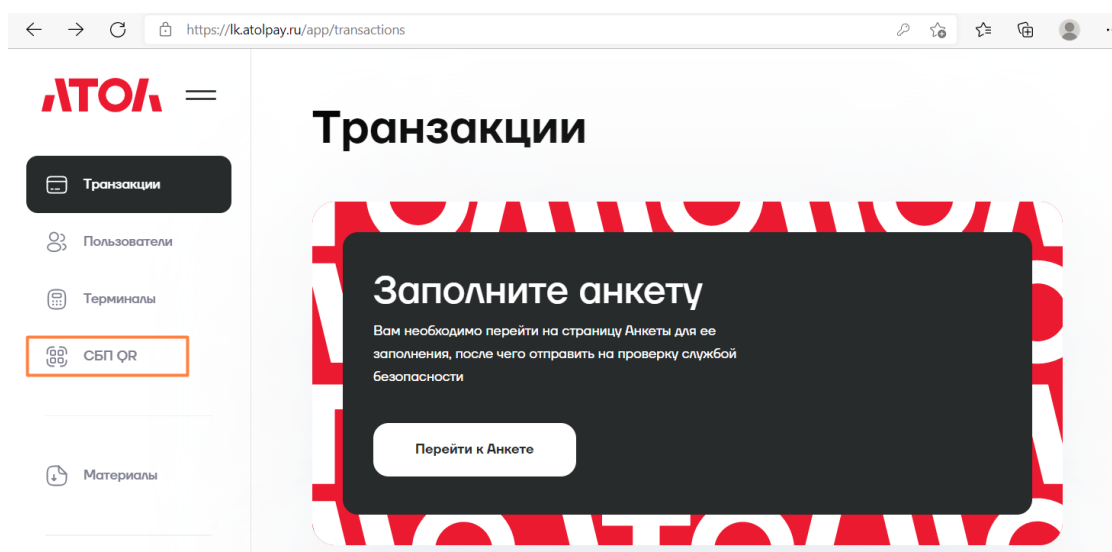 https://lk.atolpay.ru/app/transactions
АТОЛ
Транзакции
Транзакции
Пользователи
Терминалы
СБП QR
Материалы
Заполните анкету
Вам необходимо перейти на страницу Анкеты для ее
заполнения, после чего отправить на проверку службой
безопасности
Перейти к Анкете